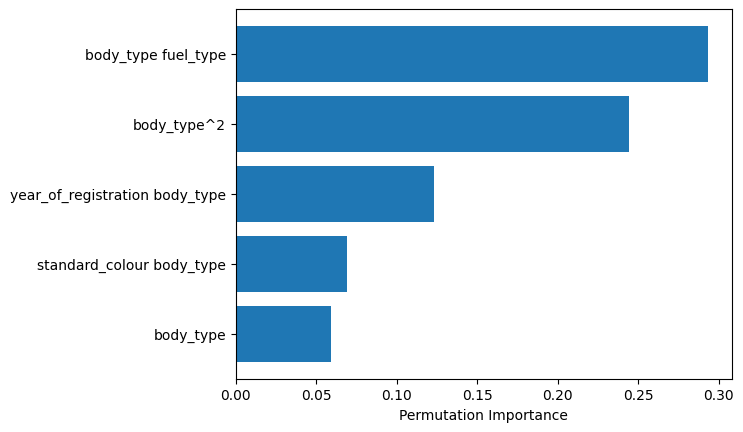 body_type fuel_type
body_type^2
year_of_registration body_type
standard_colour body_type
body_type
0.00 0.05 0.10 0.15 0.20 0.25 0.30
Permutation Importance